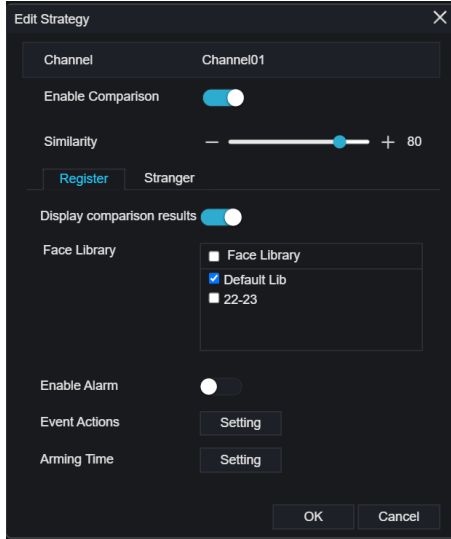 Edit Strategy
Channel Channel01
Enable Comparison
Similarity 80
Register Stranger
Display comparison results
Face Library Face Library
Default Lib
22-23
Enable Alarm
Event Actions Setting
Arming Time Setting
OK Cancel